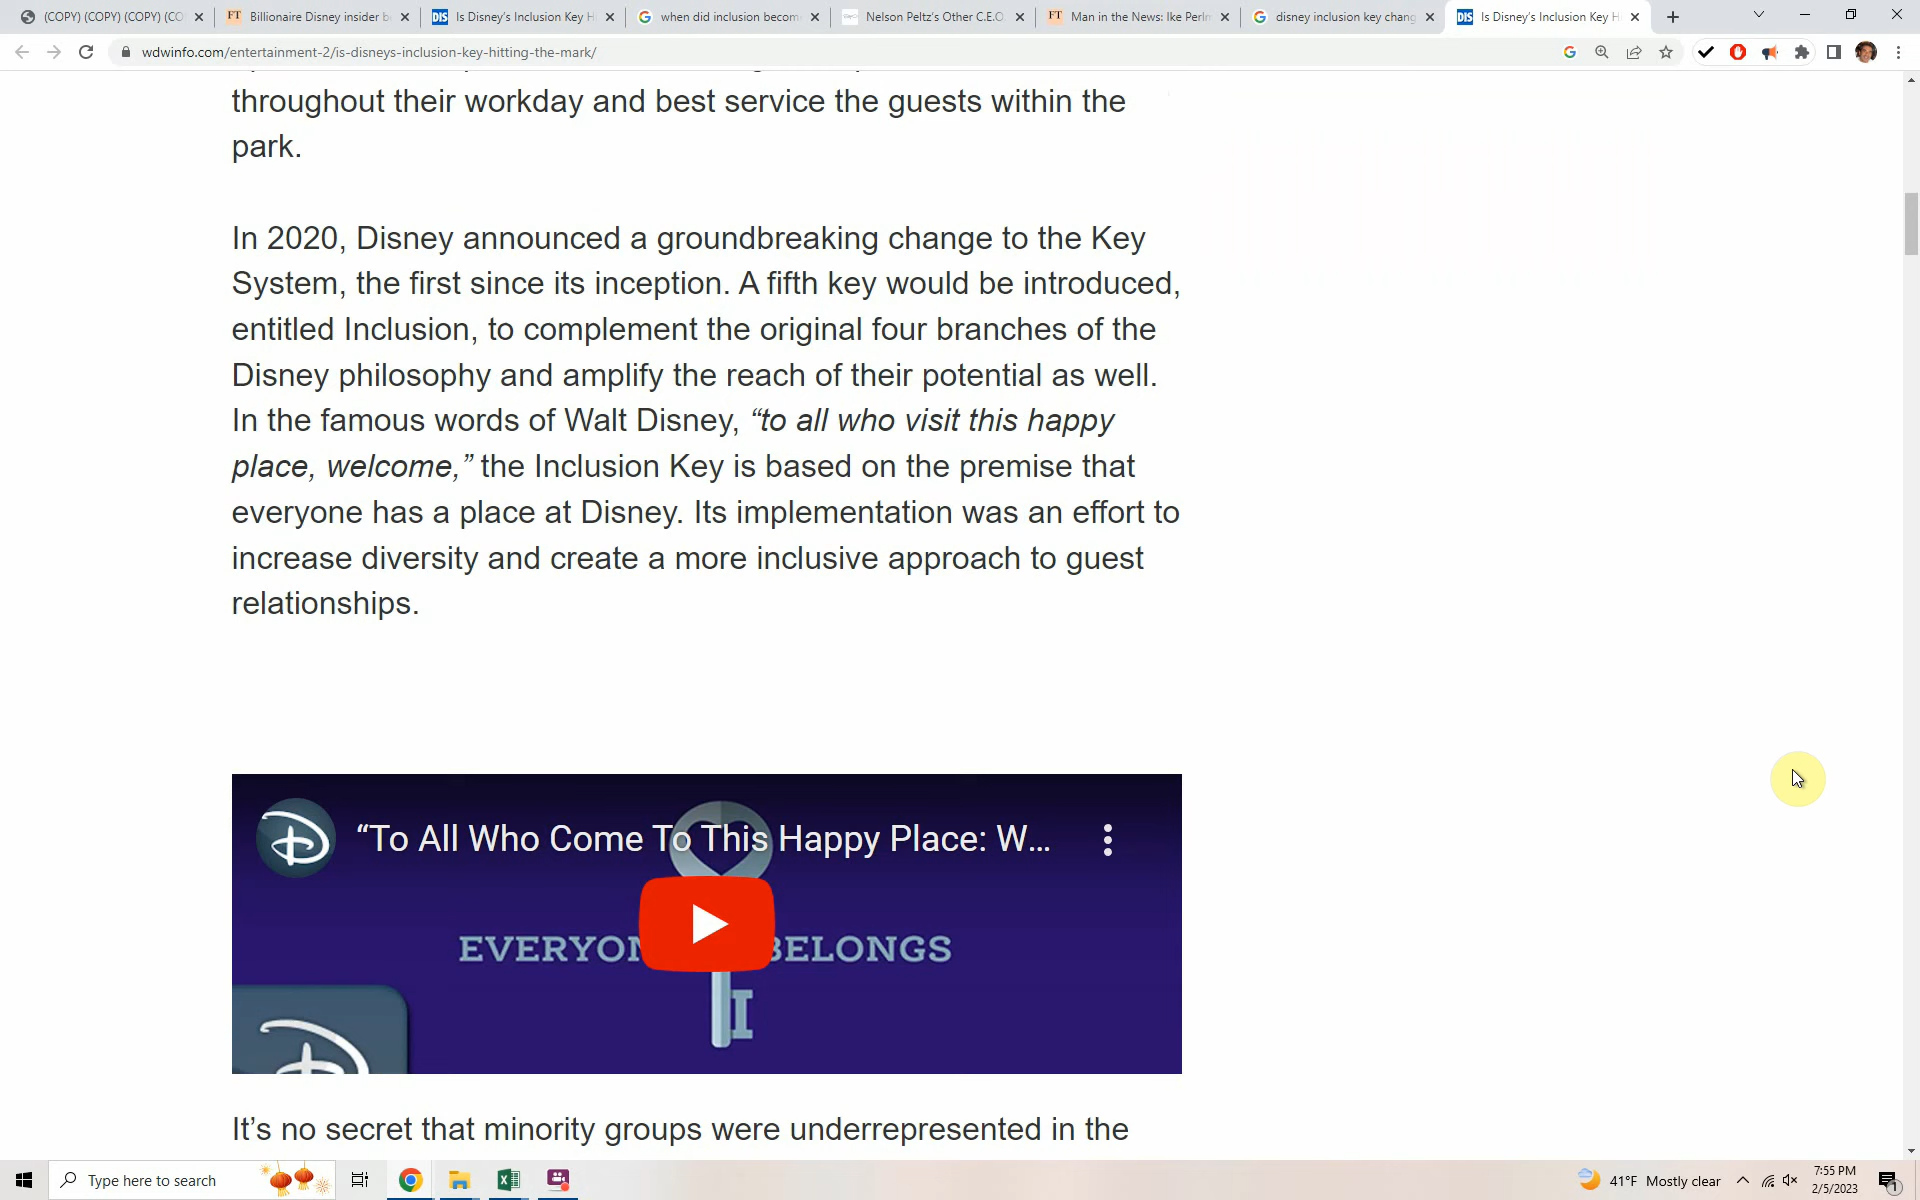 (COPY) (COPY) (COPY) (CO
FT Billionaire Disney insider b
DIS Is Disney's Inclusion Key H
when did inclusion becom
Nelson Peltz's Other C.E.O.
FT Man in the News: Ike Perlm
disney inclusion key chang
DIS Is Disney's Inclusion Key H
wdwinfo.com/entertainment-2/is-disneys-inclusion-key-hitting-the-mark/
throughout their workday and best service the guests within the
park.
In 2020, Disney announced a groundbreaking change to the Key
System, the first since its inception. A fifth key would be introduced,
entitled Inclusion, to complement the original four branches of the
Disney philosophy and amplify the reach of their potential as well.
In the famous words of Walt Disney, “to all who visit this happy
place, welcome,” the Inclusion Key is based on the premise that
everyone has a place at Disney. Its implementation was an effort to
increase diversity and create a more inclusive approach to guest
relationships.
“To All Who Come To This Happy Place: W...
BELONGS
It’s no secret that minority groups were underrepresented in the
Type here to search
41°F Mostly clear
7:55 PM
2/5/2023
1